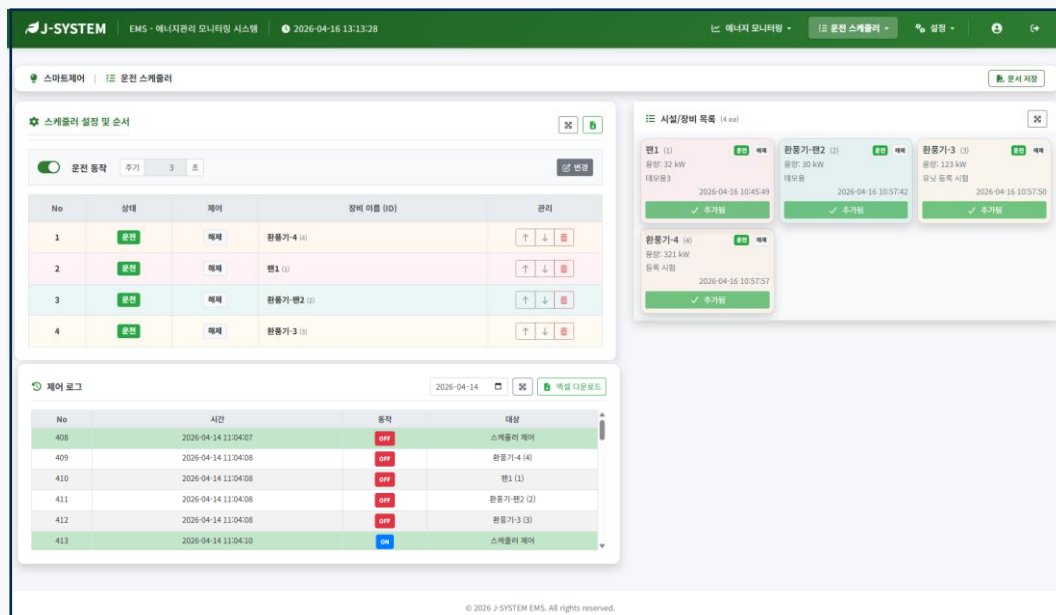 J-SYSTEM EMS - 에너지관리 모니터링 시스템 2026-04-16 13:13:28 에너지 모니터링 운전 스케줄러 설정
스마트제어 운전 스케줄러 문서 저장
스케줄러 설정 및 순서
운전 동작 주기 3 초 변경
No 상태 제어 장비 이름 (ID) 관리
1 운전 해제 환풍기-4 (4)
2 운전 해제 팬1 (1)
3 운전 해제 환풍기-팬2 (2)
4 운전 해제 환풍기-3 (3)
시설/장비 목록 (4 ea)
팬1 (1) 운전 해제
용량: 32 kW
데모용3
2026-04-16 10:45:49
추가됨
환풍기-팬2 (2) 운전 해제
용량: 30 kW
데모용
2026-04-16 10:57:42
추가됨
환풍기-3 (3) 운전 해제
용량: 123 kW
유닛 등록 시험
2026-04-16 10:57:50
추가됨
환풍기-4 (4) 운전 해제
용량: 321 kW
등록 시험
2026-04-16 10:57:57
추가됨
제어 로그 2026-04-14 엑셀 다운로드
No 시간 동작 대상
408 2026-04-14 11:04:07 OFF 스케줄러 제어
409 2026-04-14 11:04:08 OFF 환풍기-4 (4)
410 2026-04-14 11:04:08 OFF 팬1 (1)
411 2026-04-14 11:04:08 OFF 환풍기-팬2 (2)
412 2026-04-14 11:04:08 OFF 환풍기-3 (3)
413 2026-04-14 11:04:10 ON 스케줄러 제어
© 2026 J-SYSTEM EMS. All rights reserved.